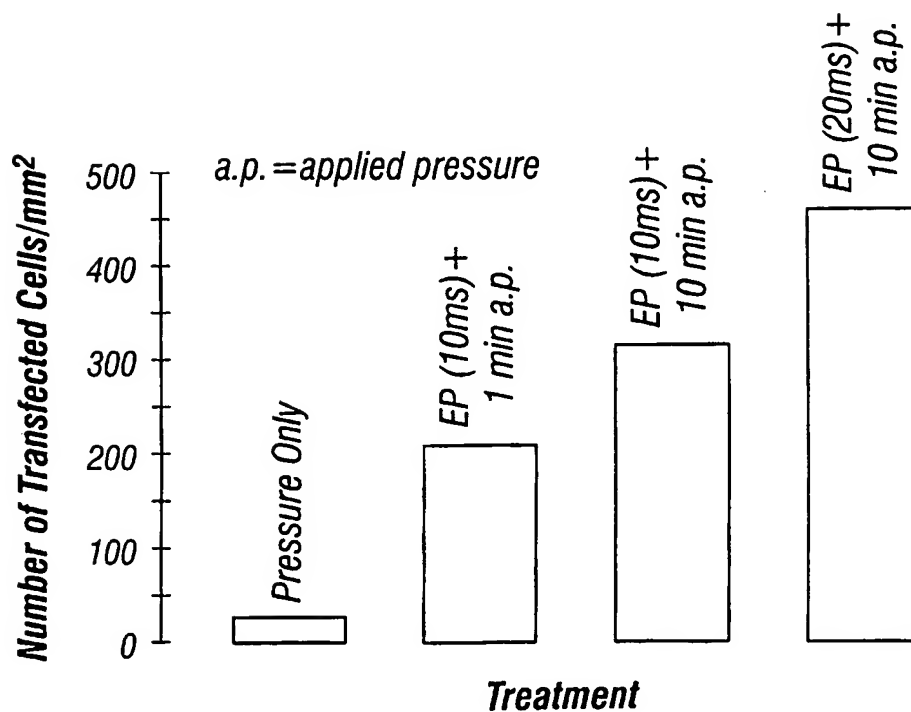 Number of Transfected Cells/mm²
500
400
300
200
100
0
a.p.=applied pressure
Pressure Only
EP (10ms)+
1 min a.p.
EP (10ms)+
10 min a.p.
EP (20ms)+
10 min a.p.
Treatment